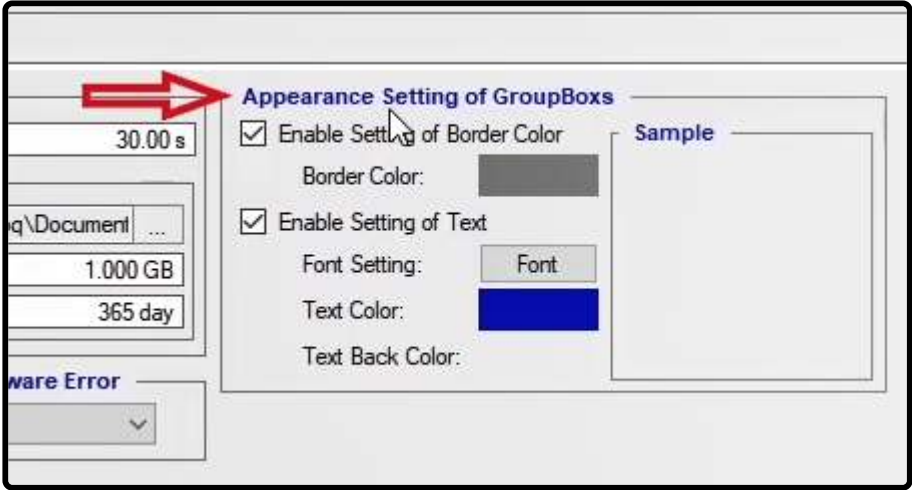 Appearance Setting of GroupBoxs
30.00 s
Enable Setting of Border Color
Sample
Border Color:
\Document ...
Enable Setting of Text
1.000 GB
Font Setting: Font
365 day
Text Color:
Text Back Color:
ware Error